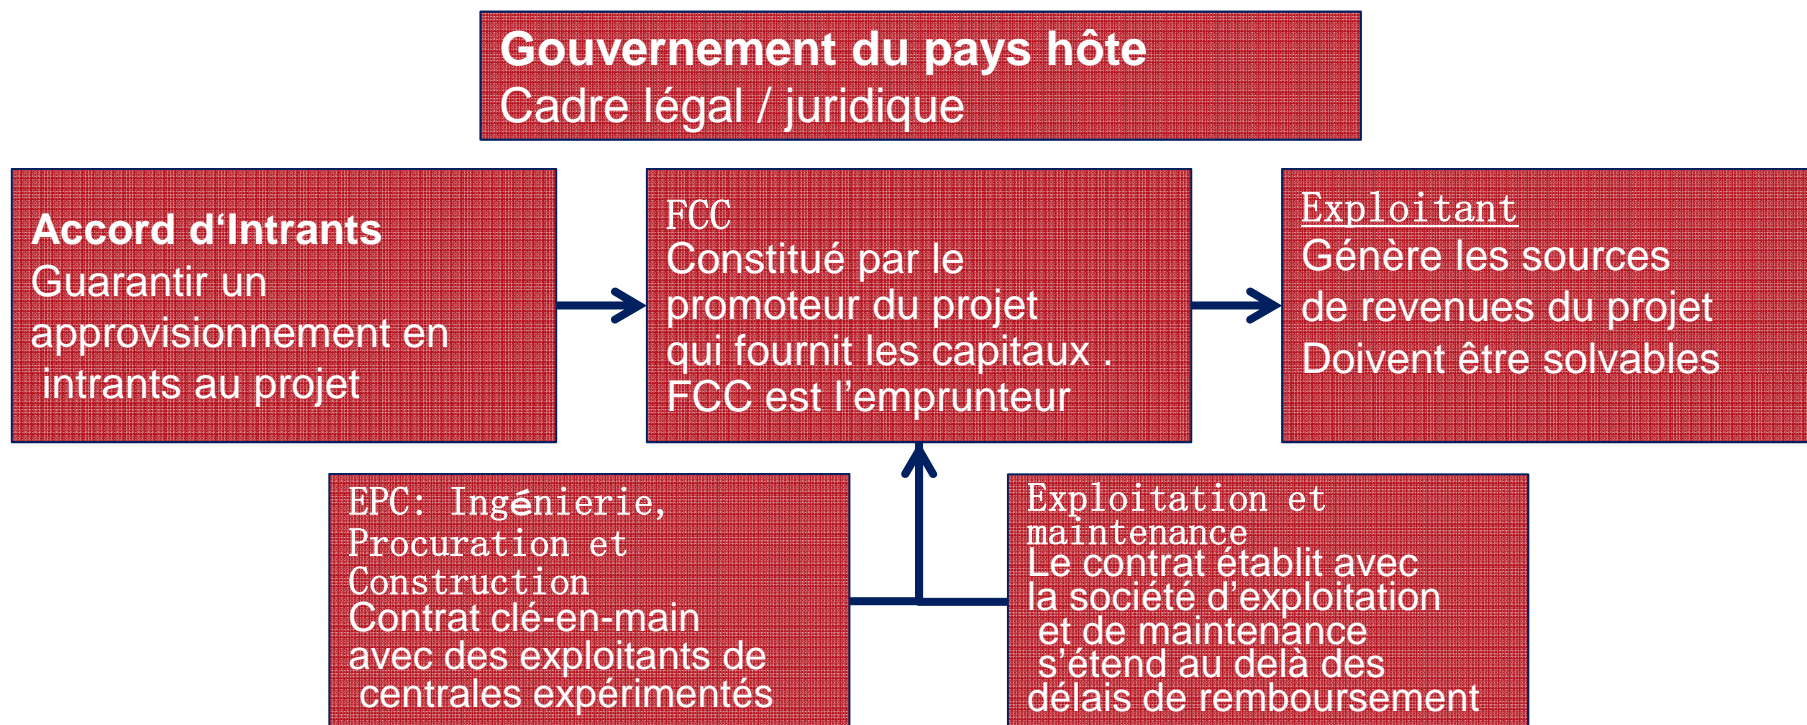 Gouvernement du pays hôte
Cadre légal / juridique
Accord d‘Intrants
Guarantir un
approvisionnement en
intrants au projet
FCC
Constitué par le
promoteur du projet
qui fournit les capitaux .
FCC est l’emprunteur
Exploitant
Génère les sources
de revenues du projet
Doivent être solvables
EPC: Ingénierie,
Procuration et
Construction
Contrat clé-en-main
avec des exploitants de
centrales expérimentés
Exploitation et
maintenance
Le contrat établit avec
la société d’exploitation
et de maintenance
s’étend au delà des
délais de remboursement